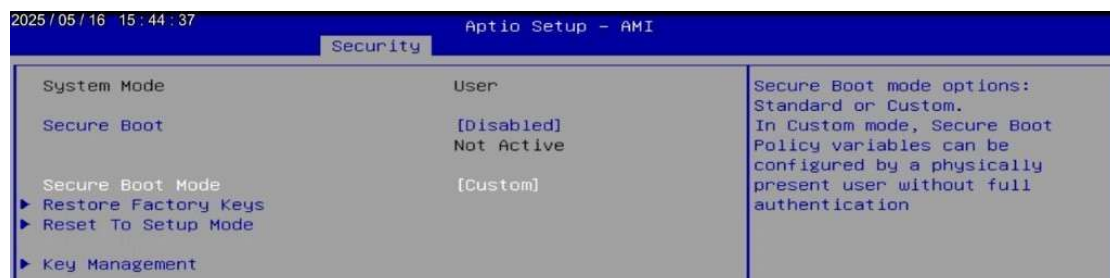 2025 / 05 / 16 15 : 44 : 37
Aptio Setup – AMI
Security
System Mode User
Secure Boot [Disabled]
Not Active
Secure Boot Mode [Custom]
▶ Restore Factory Keys
▶ Reset To Setup Mode
▶ Key Management
Secure Boot mode options:
Standard or Custom.
In Custom mode, Secure Boot
Policy variables can be
configured by a physically
present user without full
authentication